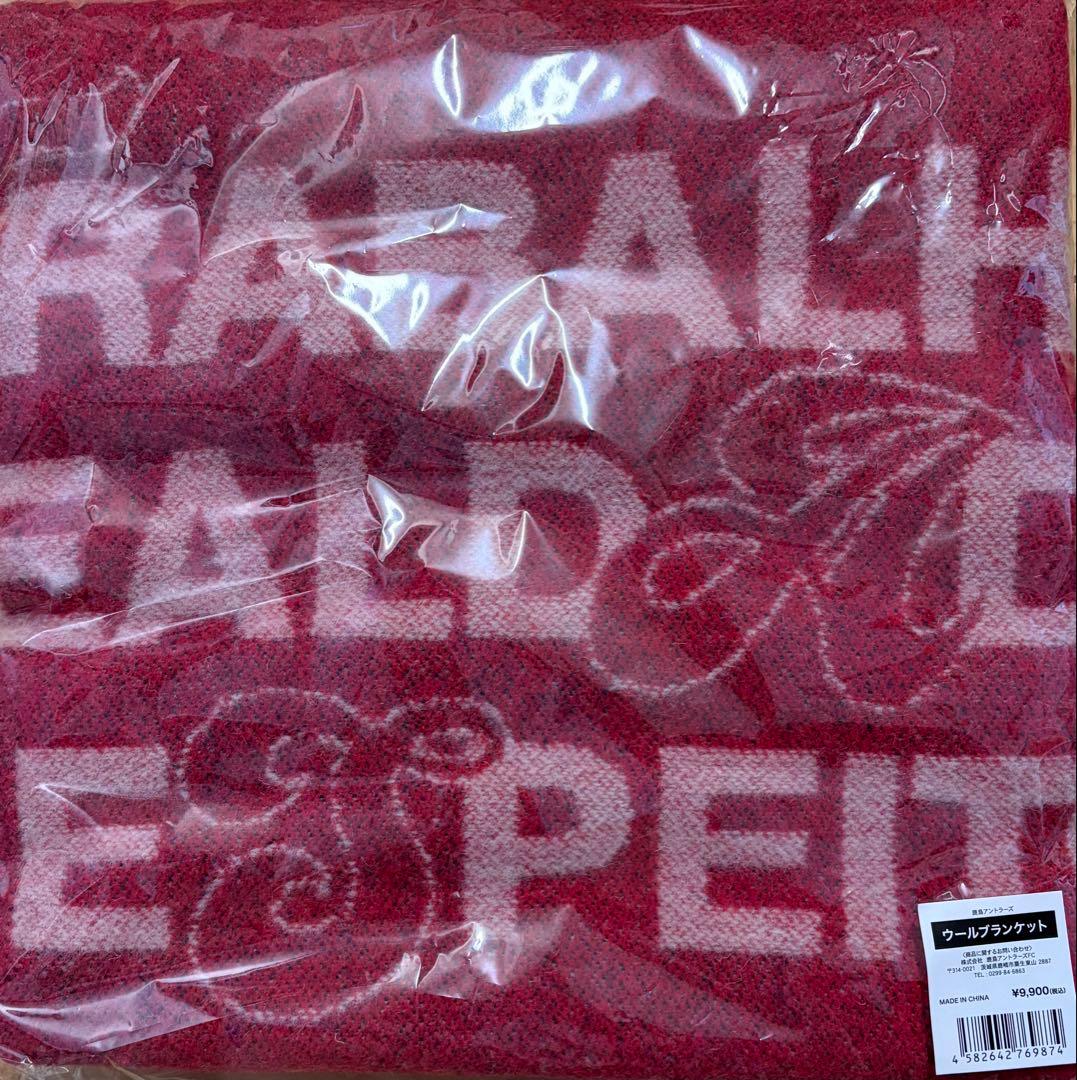 RABALH
EALD A D
E & PEIT
鹿島アントラーズ
ウールブランケット
〈商品に関するお問い合わせ〉
株式会社 鹿島アントラーズFC
〒314-0021 茨城県鹿嶋市粟生東山 2887
TEL : 0299-84-6863
¥9,900(税込)
MADE IN CHINA
4 582642 769874